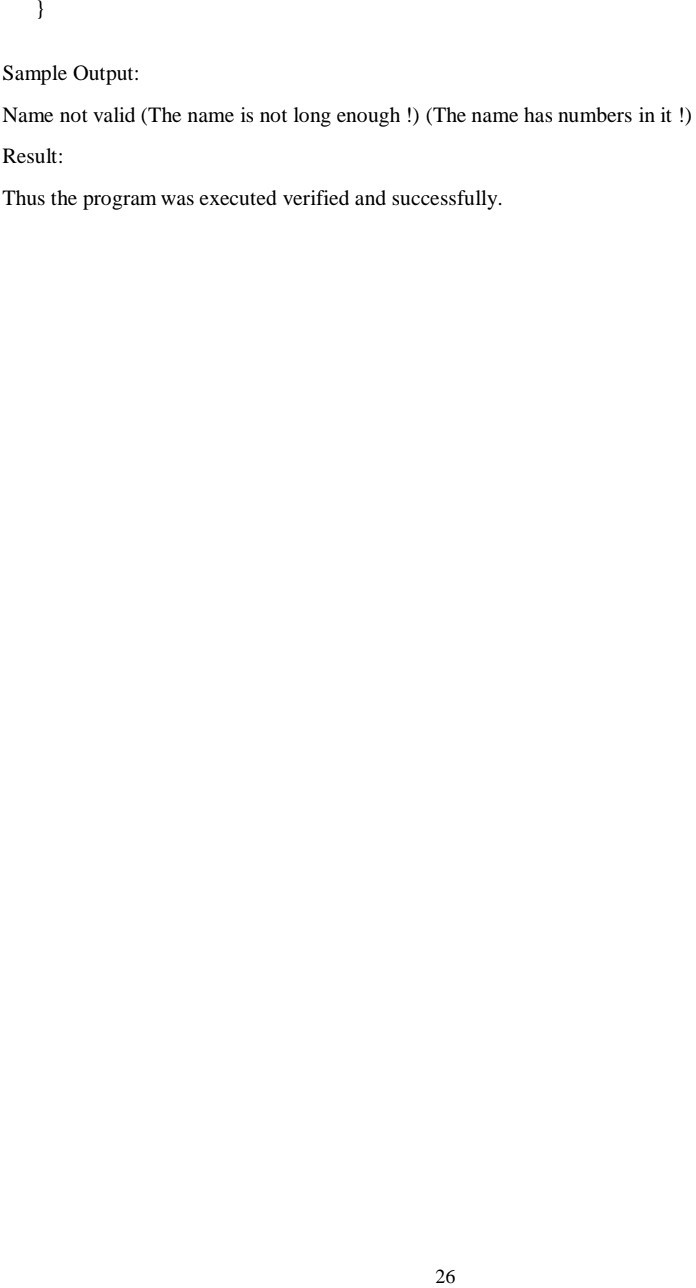 }
Sample Output:
Name not valid (The name is not long enough !) (The name has numbers in it !)
Result:
Thus the program was executed verified and successfully.
26